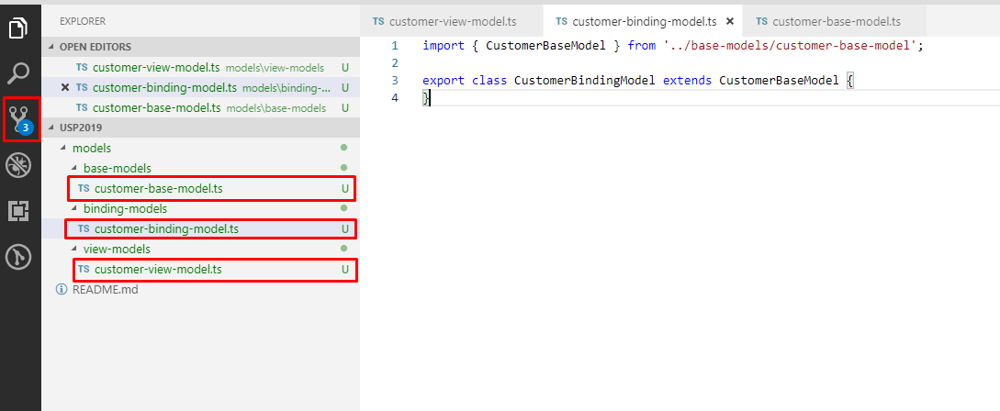 EXPLORER
OPEN EDITORS
TS customer-view-model.ts models\view-models U
TS customer-binding-model.ts models\binding-... U
TS customer-base-model.ts models\base-models U
USP2019
models
base-models
TS customer-base-model.ts U
binding-models
TS customer-binding-model.ts U
view-models
TS customer-view-model.ts U
README.md
3
TS customer-view-model.ts
TS customer-binding-model.ts
TS customer-base-model.ts
1 import { CustomerBaseModel } from '../base-models/customer-base-model';
2
3 export class CustomerBindingModel extends CustomerBaseModel {
4 }